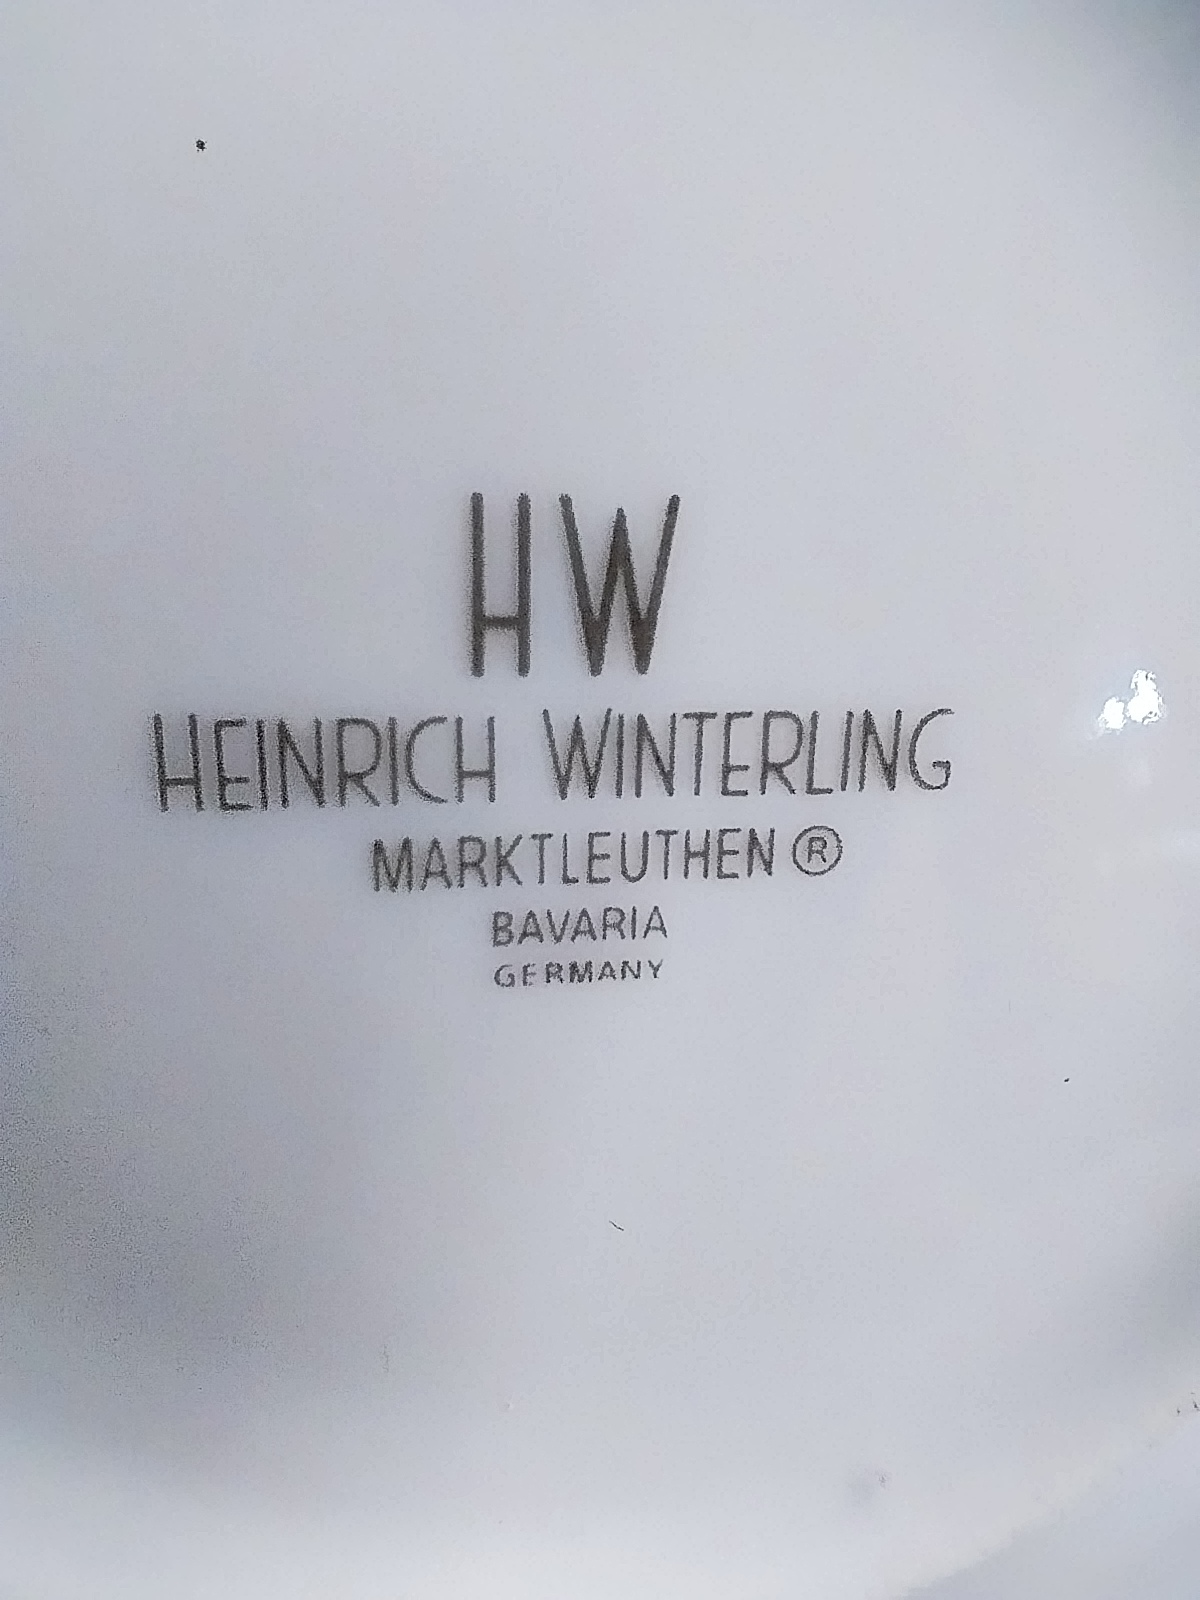 HW
HEINRICH WINTERLING
MARKTLEUTHEN ®
BAVARIA
GERMANY